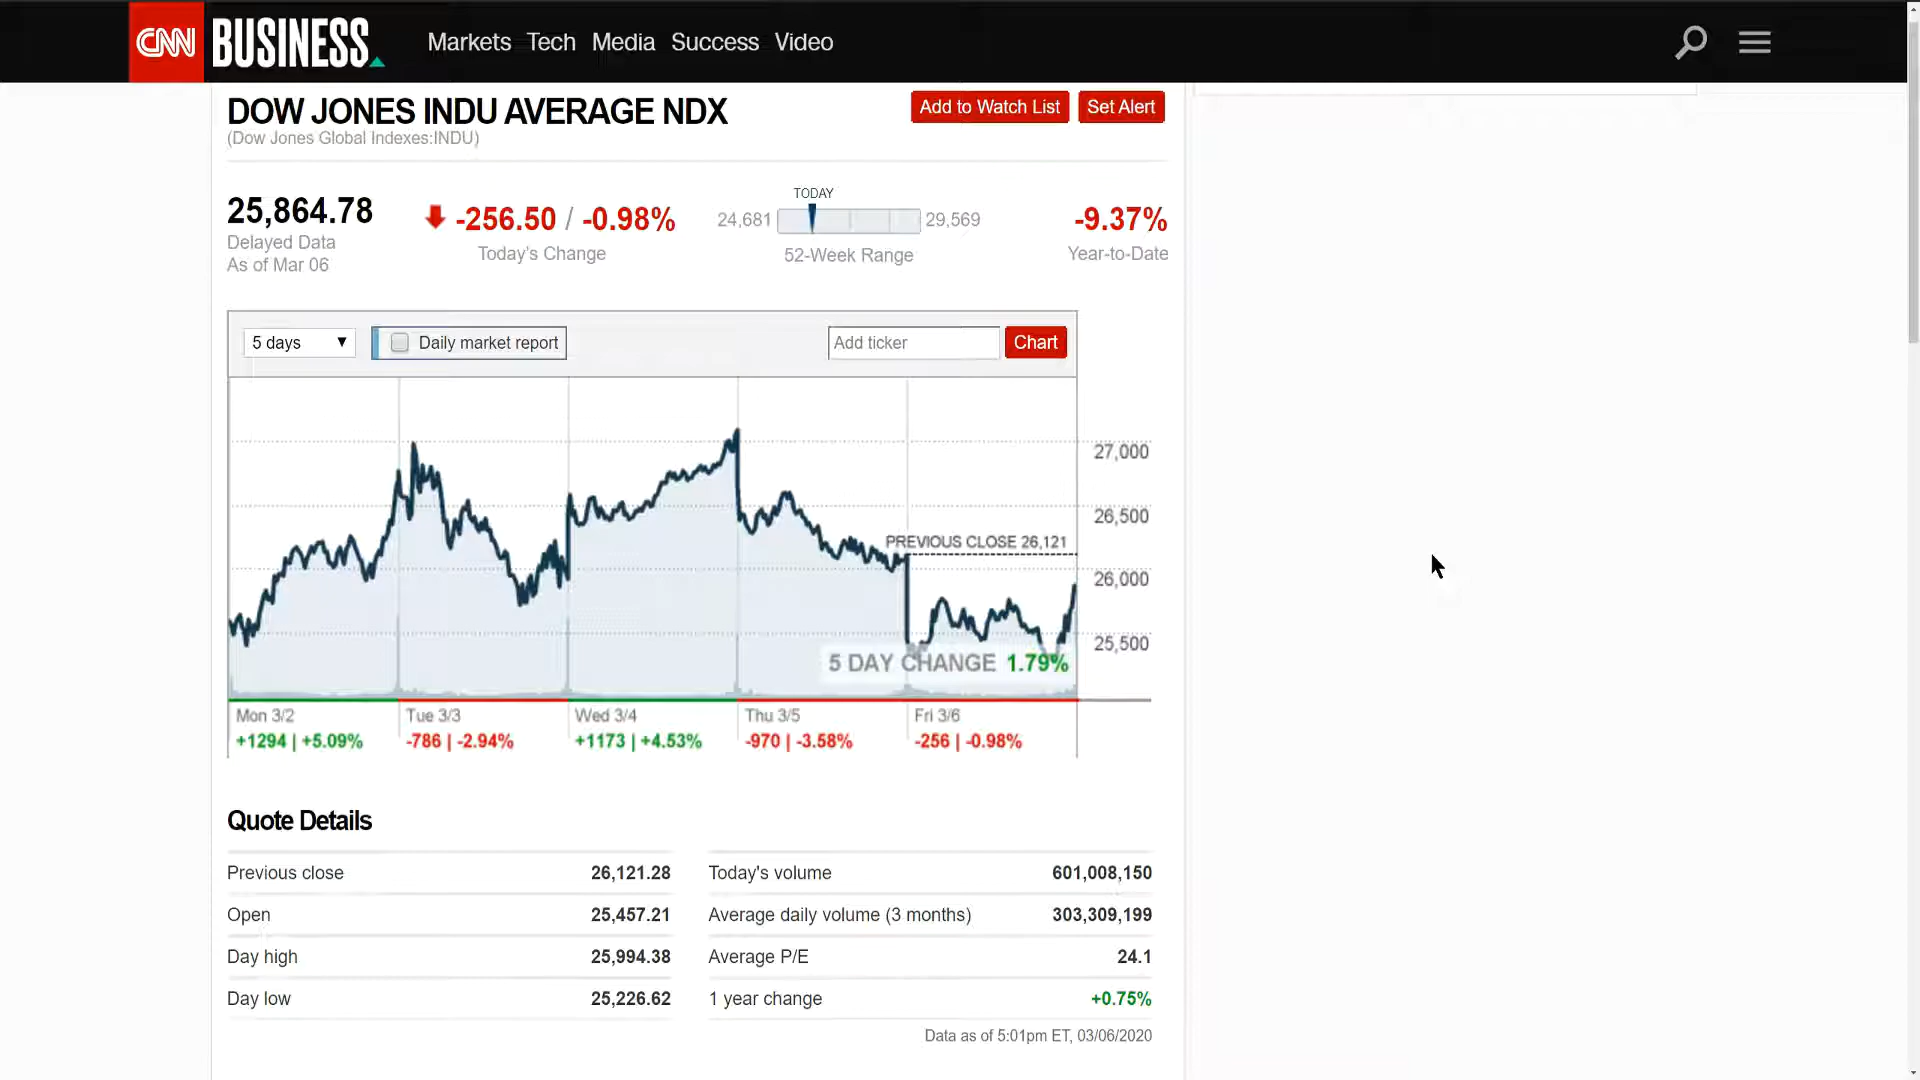 CNN BUSINESS Markets Tech Media Success Video
DOW JONES INDU AVERAGE NDX
(Dow Jones Global Indexes:INDU)
Add to Watch List Set Alert
25,864.78
Delayed Data
As of Mar 06
-256.50 / -0.98%
Today's Change
TODAY
24,681 29,569
52-Week Range
-9.37%
Year-to-Date
5 days ▼ Daily market report Add ticker Chart
27,000
26,500
PREVIOUS CLOSE 26,121
26,000
25,500
5 DAY CHANGE 1.79%
Mon 3/2 Tue 3/3 Wed 3/4 Thu 3/5 Fri 3/6
+1294 | +5.09% -786 | -2.94% +1173 | +4.53% -970 | -3.58% -256 | -0.98%
Quote Details
Previous close 26,121.28 Today's volume 601,008,150
Open 25,457.21 Average daily volume (3 months) 303,309,199
Day high 25,994.38 Average P/E 24.1
Day low 25,226.62 1 year change +0.75%
Data as of 5:01pm ET, 03/06/2020